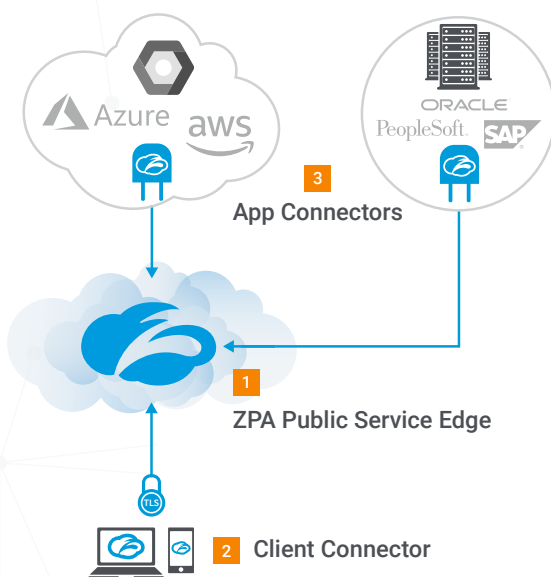 Azure
aws
ORACLE
PeopleSoft.
SAP
3
App Connectors
1
ZPA Public Service Edge
TLS
2
Client Connector